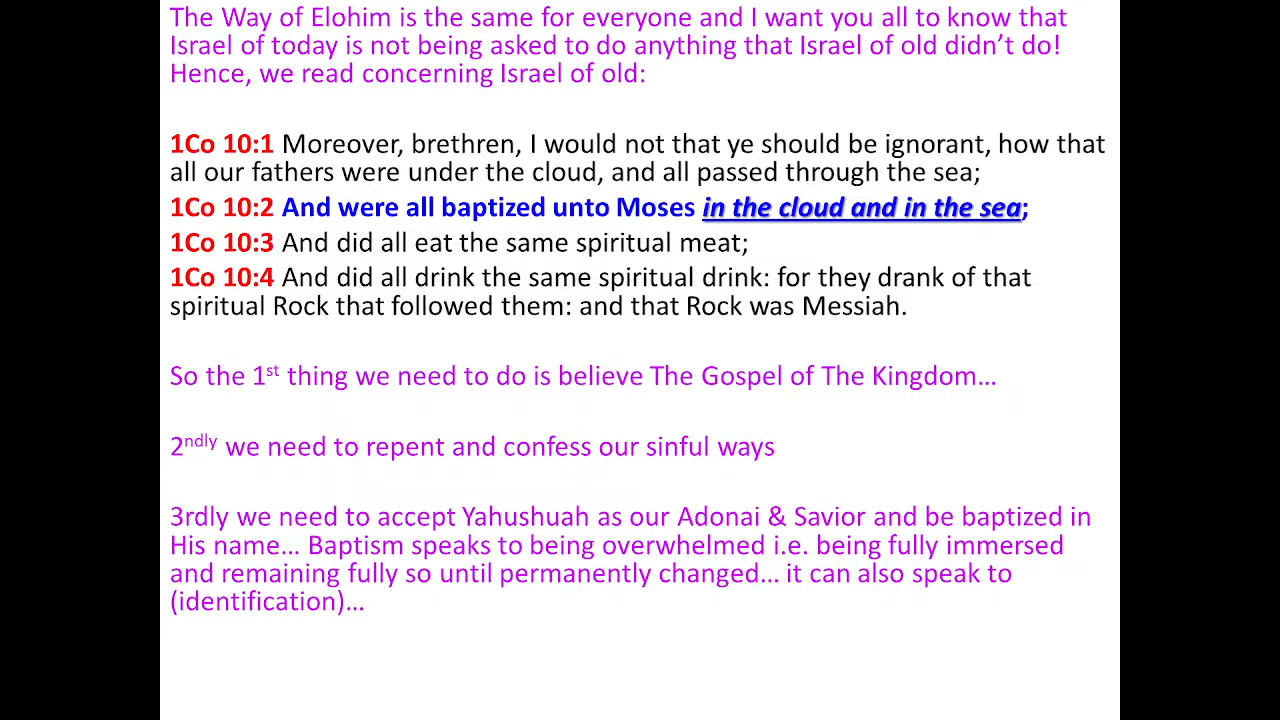 The Way of Elohim is the same for everyone and I want you all to know that
Israel of today is not being asked to do anything that Israel of old didn’t do!
Hence, we read concerning Israel of old:
1Co 10:1 Moreover, brethren, I would not that ye should be ignorant, how that
all our fathers were under the cloud, and all passed through the sea;
1Co 10:2 And were all baptized unto Moses in the cloud and in the sea;
1Co 10:3 And did all eat the same spiritual meat;
1Co 10:4 And did all drink the same spiritual drink: for they drank of that
spiritual Rock that followed them: and that Rock was Messiah.
So the 1st thing we need to do is believe The Gospel of The Kingdom…
2ndly we need to repent and confess our sinful ways
3rdly we need to accept Yahushuah as our Adonai & Savior and be baptized in
His name… Baptism speaks to being overwhelmed i.e. being fully immersed
and remaining fully so until permanently changed… it can also speak to
(identification)…